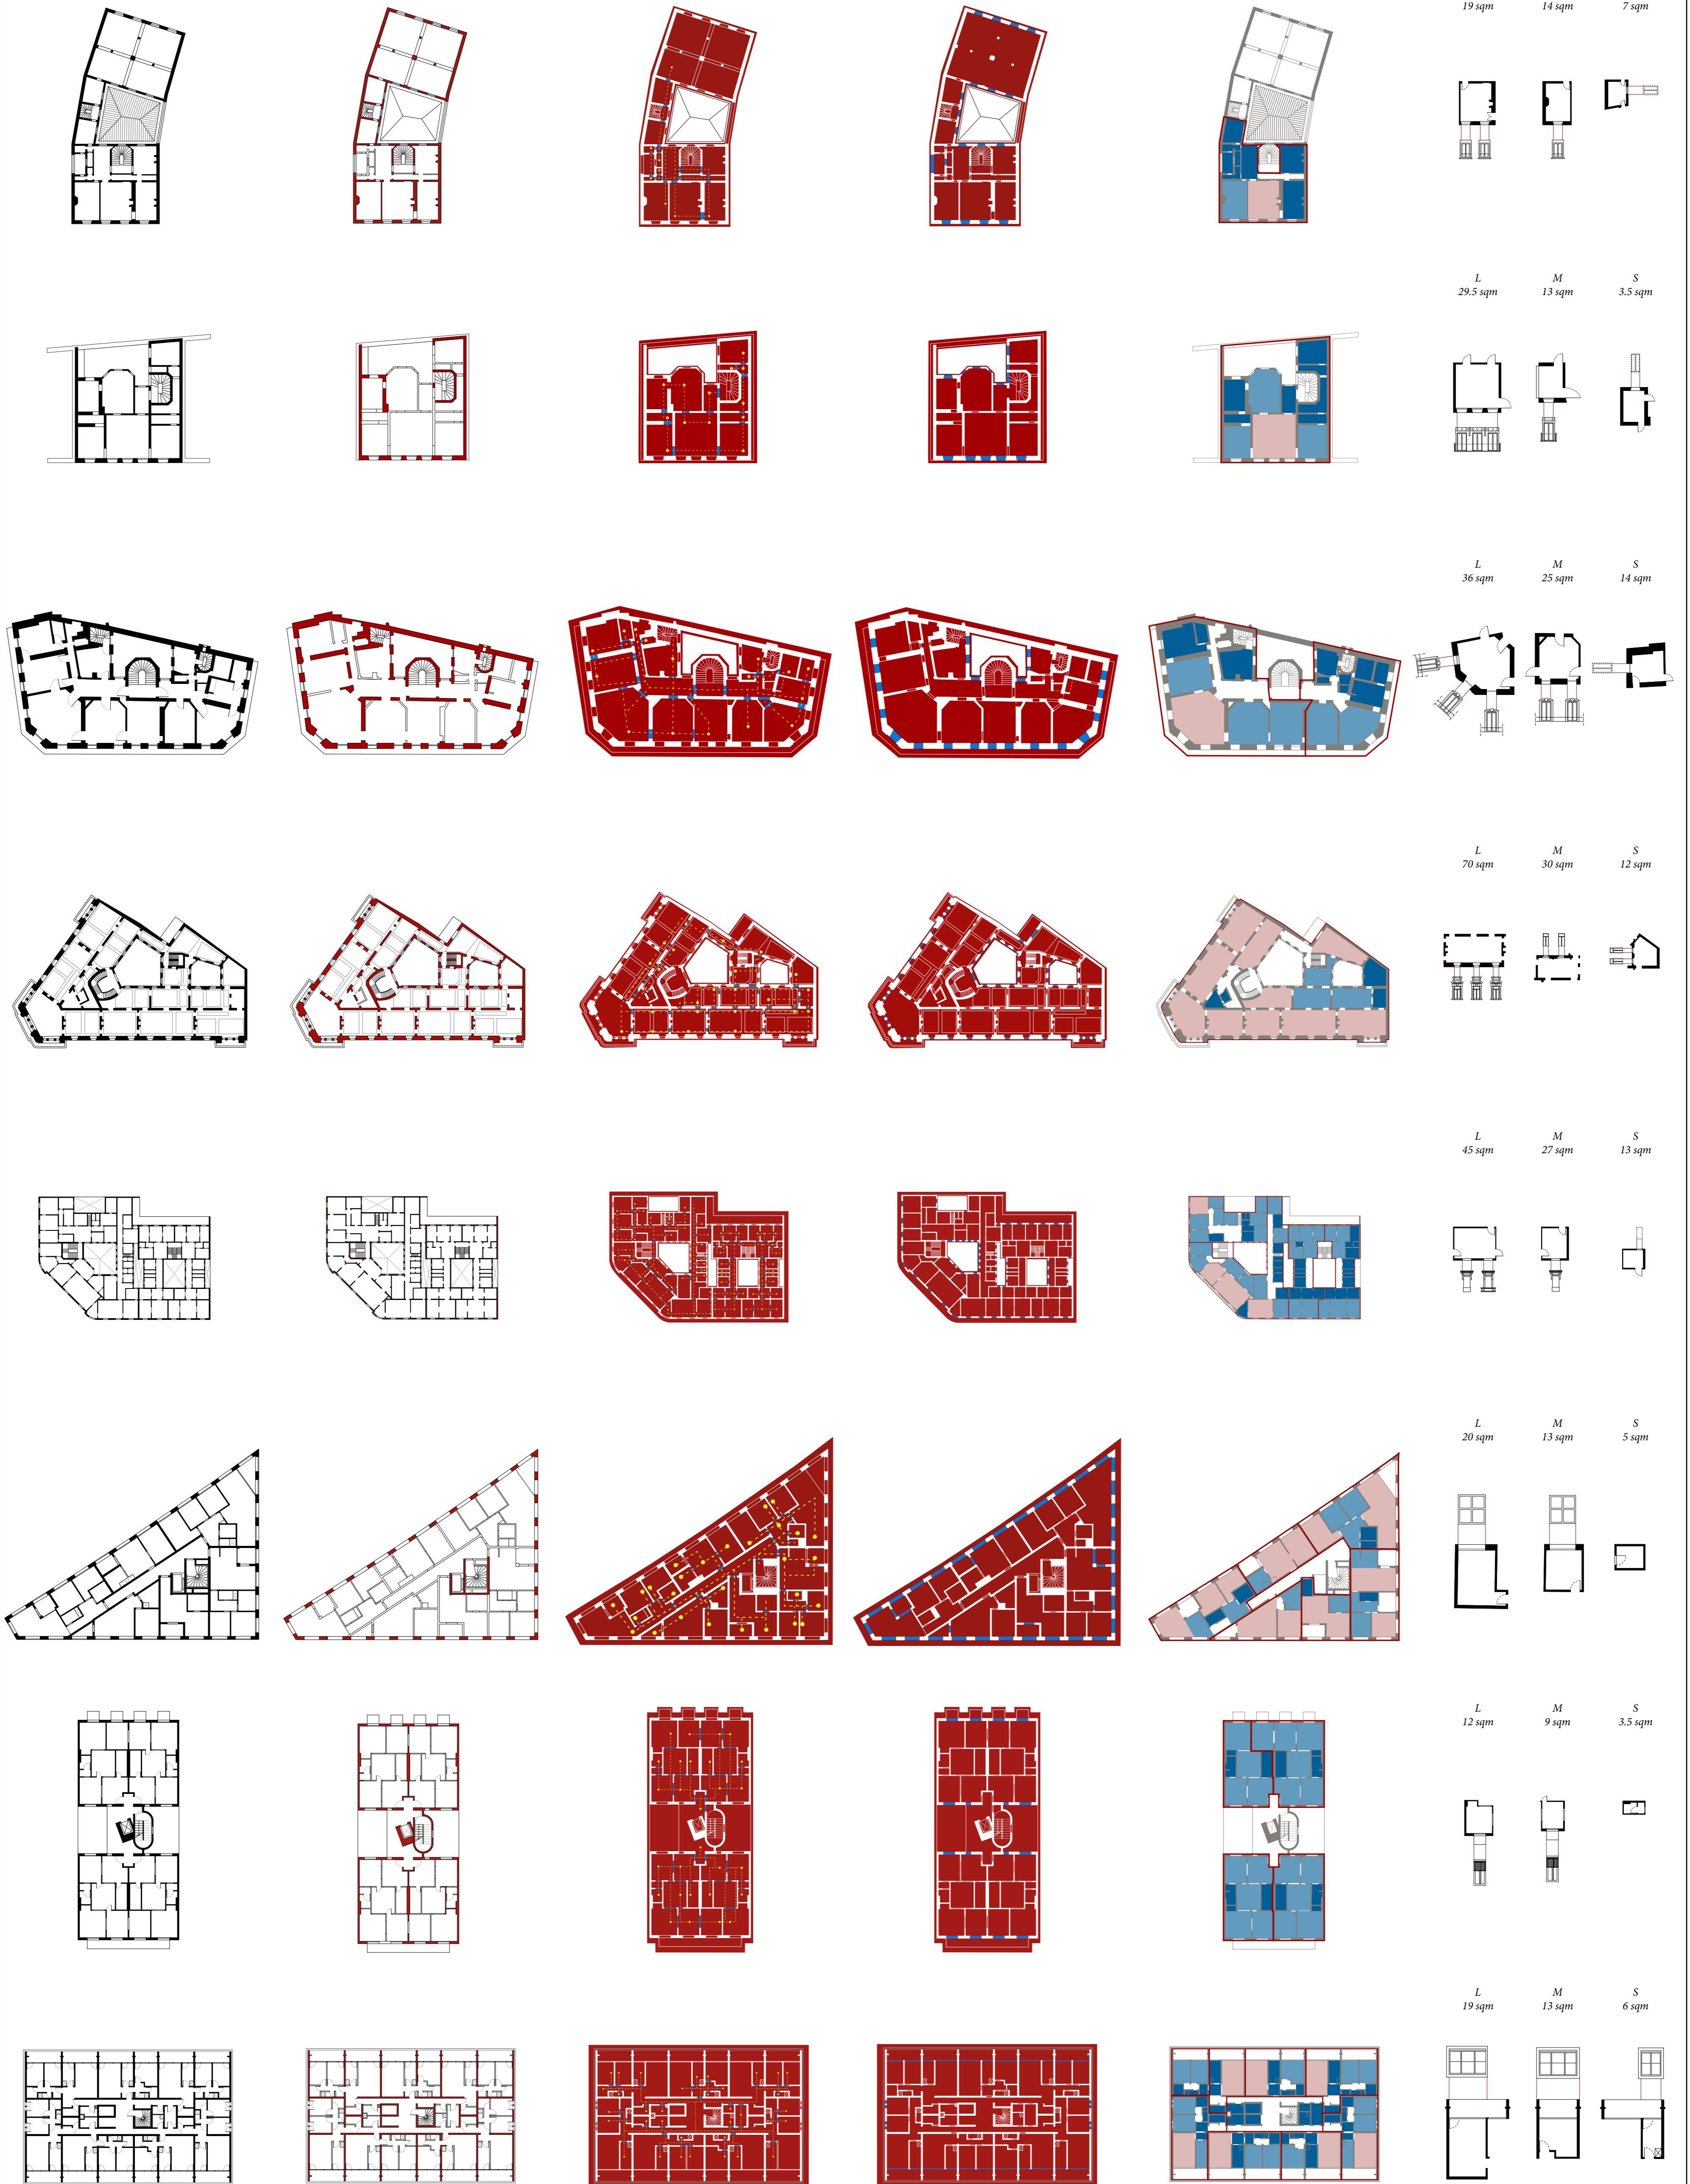 19 sqm 14 sqm 7 sqm
L M S
29.5 sqm 13 sqm 3.5 sqm
L M S
36 sqm 25 sqm 14 sqm
L M S
70 sqm 30 sqm 12 sqm
L M S
45 sqm 27 sqm 13 sqm
L M S
20 sqm 13 sqm 5 sqm
L M S
12 sqm 9 sqm 3.5 sqm
L M S
19 sqm 13 sqm 6 sqm